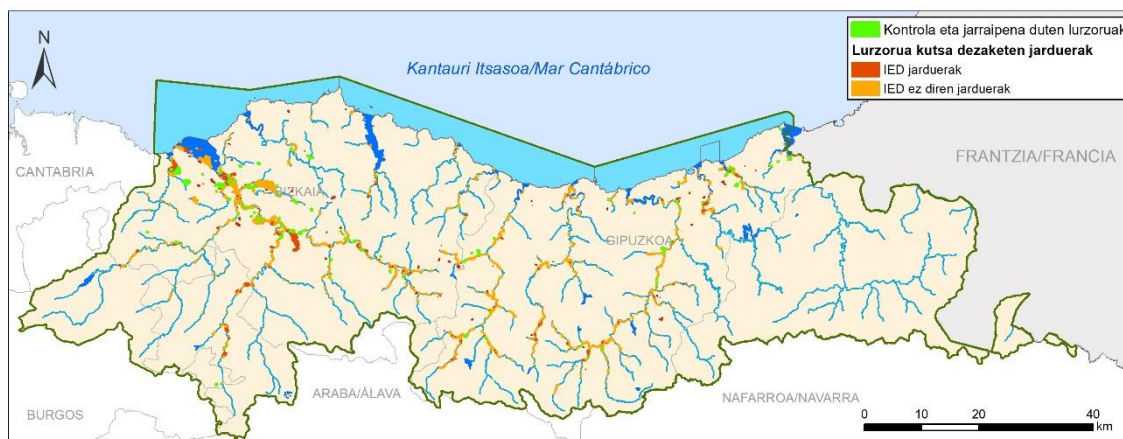 N
Kantauri Itsasoa/Mar Cantábrico
Kontrola eta jarraipena duten lurzoruak
Lurzorua kutsa dezaketen jarduerak
IED jarduerak
IED ez diren jarduerak
CANTABRIA
BIZKAIA
GIPUZKOA
FRANTZIA/FRANCIA
BURGOS
ARABA/ÁLAVA
NAFARROA/NAVARRA
0 10 20 40
km